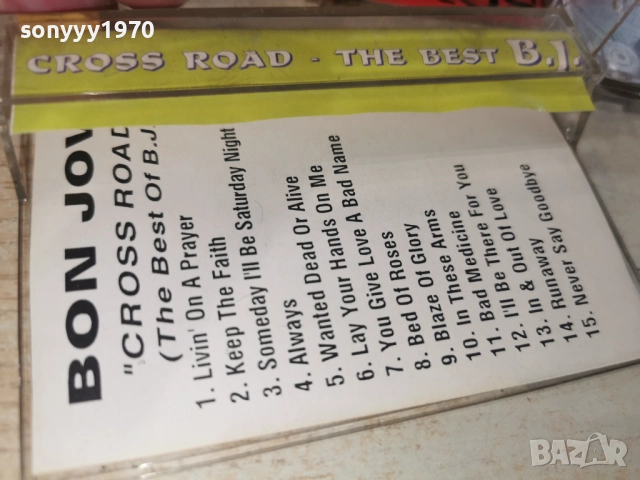 sonyyy1970
CROSS ROAD - THE BEST B.J.
BON JOV
"CROSS ROAD
(The Best Of B.J.
1. Livin' On A Prayer
2. Keep The Faith
3. Someday I'll Be Saturday Night
4. Always
5. Wanted Dead Or Alive
6. Lay Your Hands On Me
7. You Give Love A Bad Name
8. Bed Of Roses
9. Blaze Of Glory
10. In These Arms
11. Bad Medicine
12. I'll Be There For You
13. In & Out Of Love
14. Runaway
15. Never Say Goodbye
BAZAR